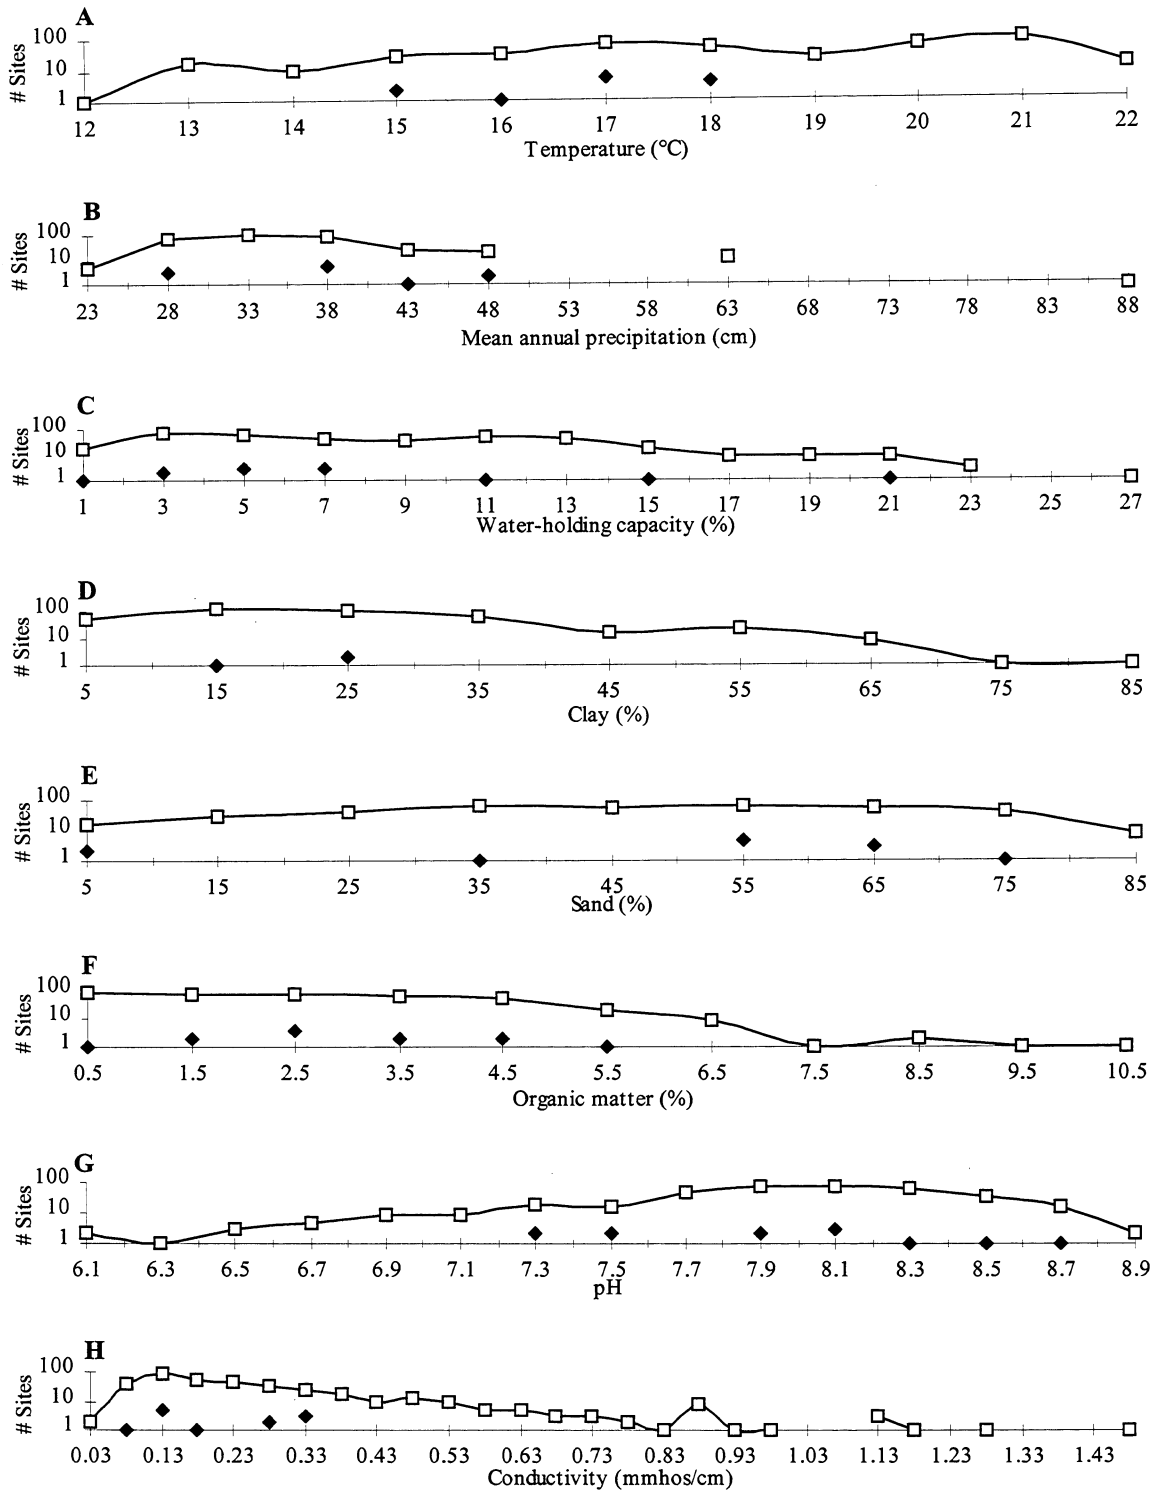 A
# Sites
100
10
1
12 13 14 15 16 17 18 19 20 21 22
Temperature (°C)
B
# Sites
100
10
1
23 28 33 38 43 48 53 58 63 68 73 78 83 88
Mean annual precipitation (cm)
C
# Sites
100
10
1
1 3 5 7 9 11 13 15 17 19 21 23 25 27
Water-holding capacity (%)
D
# Sites
100
10
1
5 15 25 35 45 55 65 75 85
Clay (%)
E
# Sites
100
10
1
5 15 25 35 45 55 65 75 85
Sand (%)
F
# Sites
100
10
1
0.5 1.5 2.5 3.5 4.5 5.5 6.5 7.5 8.5 9.5 10.5
Organic matter (%)
G
# Sites
100
10
1
6.1 6.3 6.5 6.7 6.9 7.1 7.3 7.5 7.7 7.9 8.1 8.3 8.5 8.7 8.9
pH
H
# Sites
100
10
1
0.03 0.13 0.23 0.33 0.43 0.53 0.63 0.73 0.83 0.93 1.03 1.13 1.23 1.33 1.43
Conductivity (mmhos/cm)